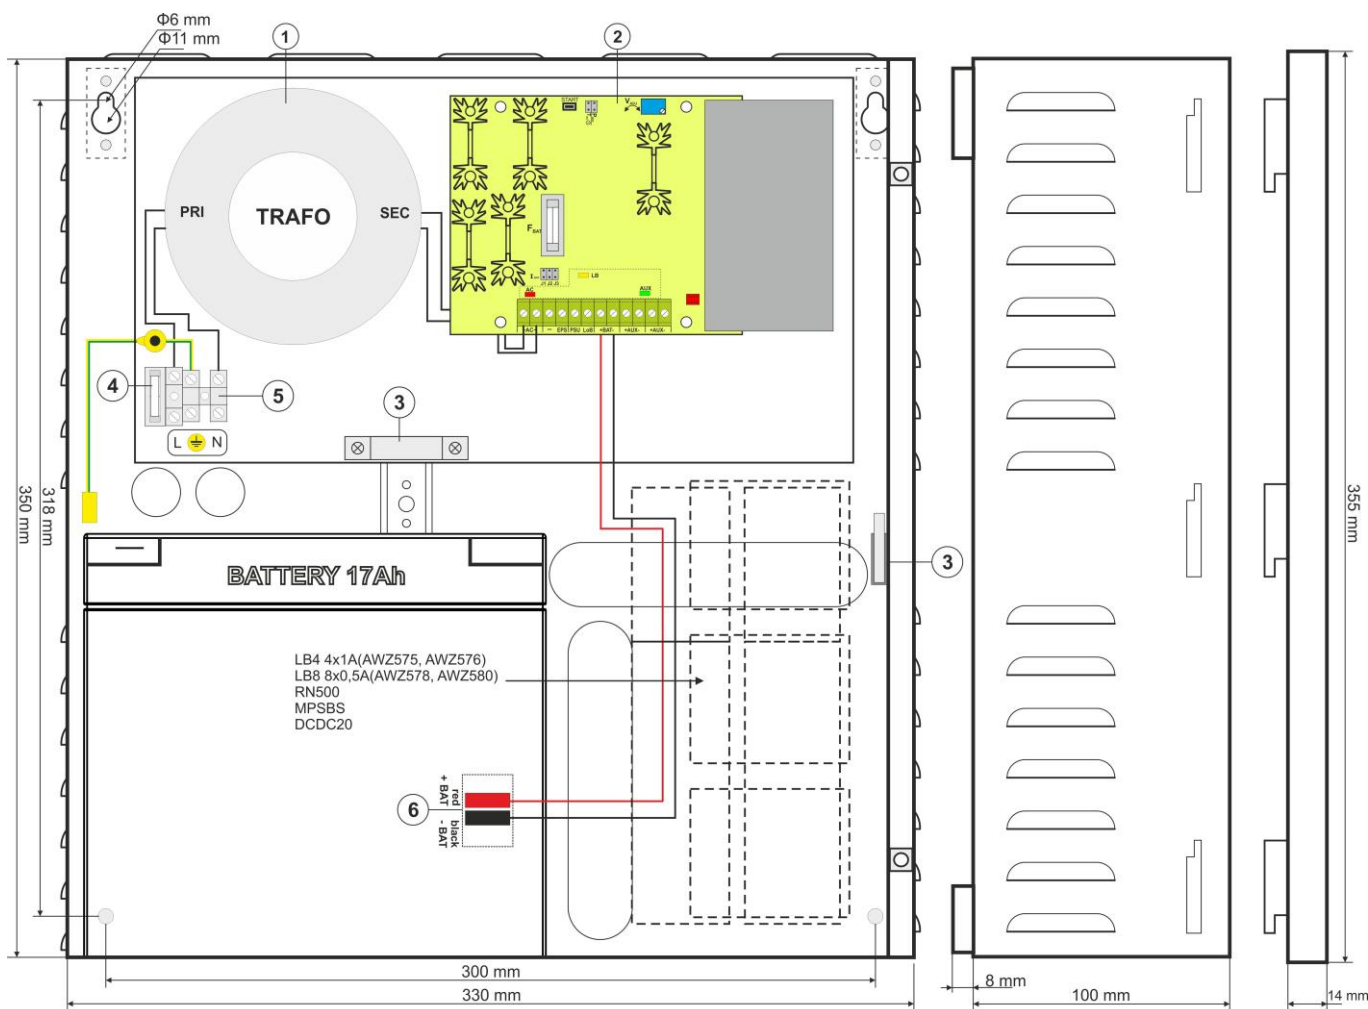 Φ6 mm
Φ11 mm
1
2
START
PRI
TRAFO
SEC
F BAT
LB
J1 J2 J3
AC
AUX
~AC~
EPS PSU LoB +BAT- +AUX- +AUX-
4
5
3
L N
350 mm
318 mm
BATTERY 17Ah
3
355 mm
LB4 4x1A(AWZ575, AWZ576)
LB8 8x0,5A(AWZ578, AWZ580)
RN500
MPSBS
DCDC20
6
+ BAT
red
- BAT
black
300 mm
330 mm
8 mm
100 mm
14 mm